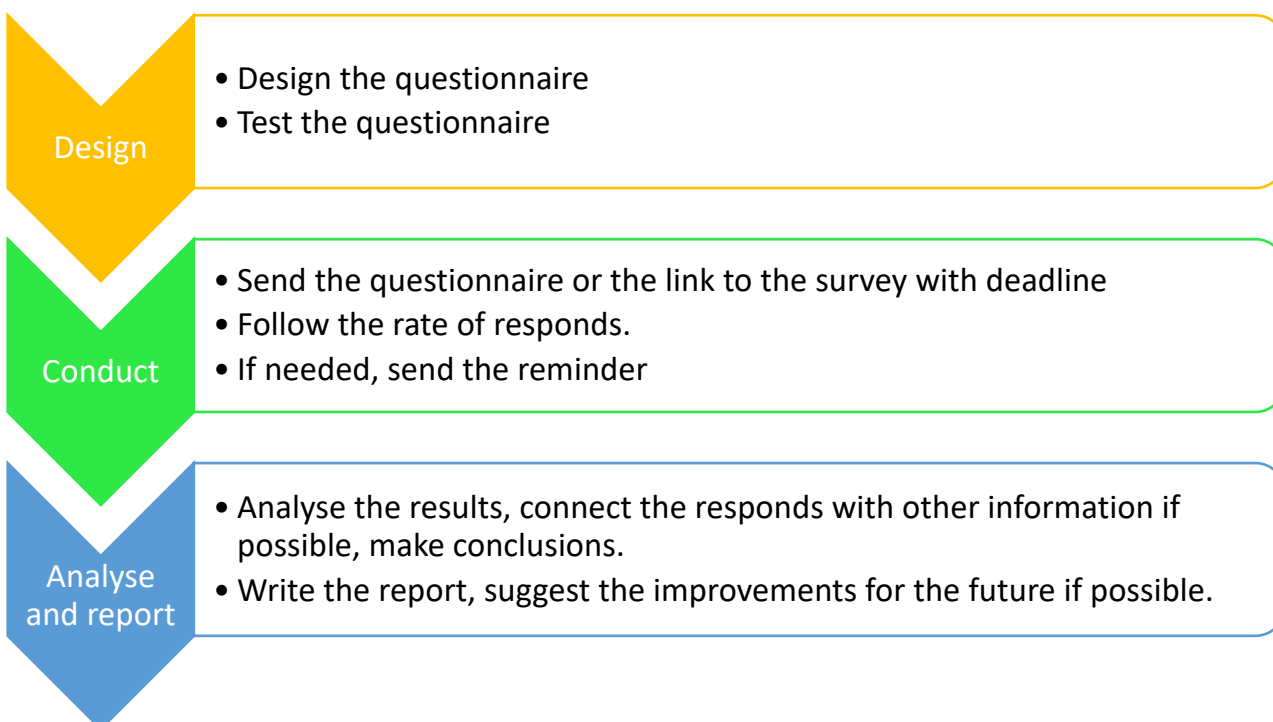 Design
• Design the questionnaire
• Test the questionnaire
Conduct
• Send the questionnaire or the link to the survey with deadline
• Follow the rate of responds.
• If needed, send the reminder
Analyse
and report
• Analyse the results, connect the responds with other information if
possible, make conclusions.
• Write the report, suggest the improvements for the future if possible.